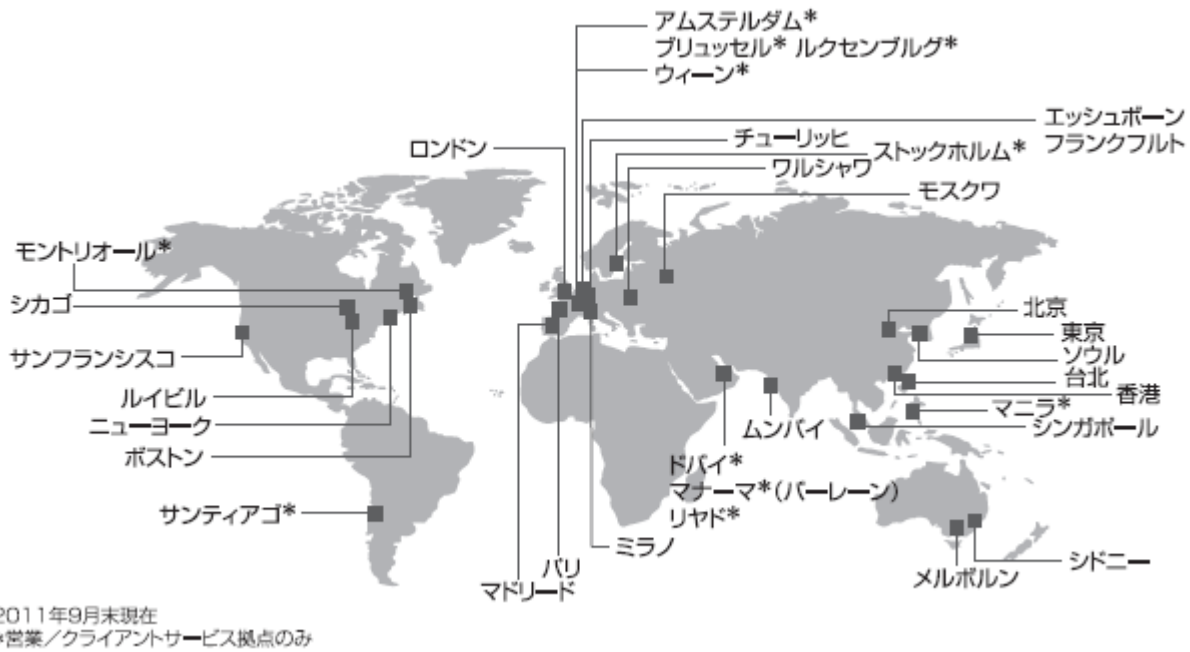 アムステルダム*
ブリュッセル* ルクセンブルグ*
ウィーン*
エッシュボーン
フランクフルト
チューリッヒ
ロンドン
ストックホルム*
ワルシャワ
モスクワ
モントリオール*
シカゴ
サンフランシスコ
ルイビル
ニューヨーク
ボストン
サンティアゴ*
北京
東京
ソウル
台北
香港
マニラ*
シンガポール
ムンバイ
ドバイ*
マナーマ*(バーレーン)
リヤド*
ミラノ
パリ
マドリード
メルボルン
シドニー
2011年9月末現在
*営業/クライアントサービス拠点のみ